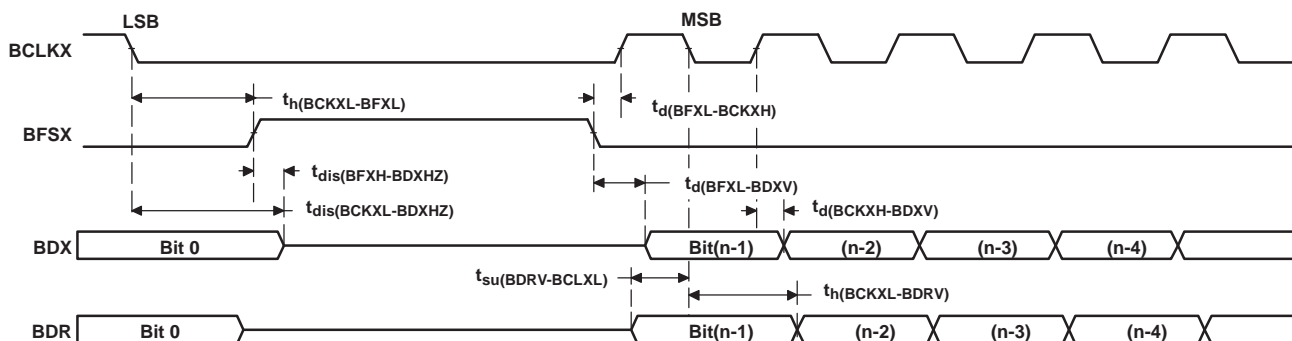 LSB
MSB
BCLKX
th(BCKXL-BFXL)
td(BFXL-BCKXH)
BFSX
tdis(BFXH-BDXHZ)
td(BFXL-BDXV)
tdis(BCKXL-BDXHZ)
td(BCKXH-BDXV)
BDX
Bit 0
Bit(n-1)
(n-2)
(n-3)
(n-4)
tsu(BDRV-BCLXL)
th(BCKXL-BDRV)
BDR
Bit 0
Bit(n-1)
(n-2)
(n-3)
(n-4)